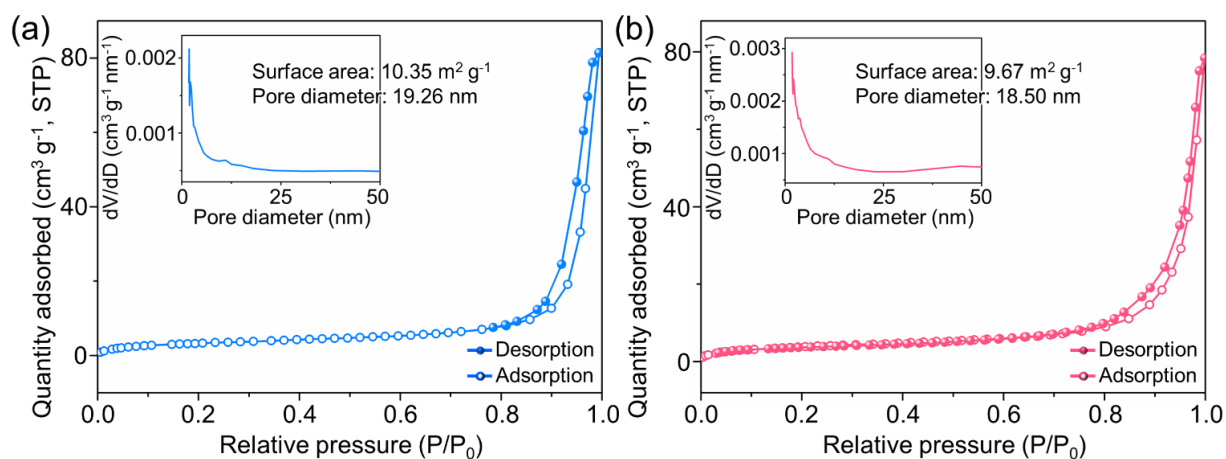 (a)
Quantity adsorbed (cm³ g⁻¹, STP)
80
40
0
0.0 0.2 0.4 0.6 0.8 1.0
Relative pressure (P/P₀)
Desorption
Adsorption
dV/dD (cm³ g⁻¹ nm⁻¹)
0.002
0.001
0 25 50
Pore diameter (nm)
Surface area: 10.35 m² g⁻¹
Pore diameter: 19.26 nm
(b)
Quantity adsorbed (cm³ g⁻¹, STP)
80
40
0
0.0 0.2 0.4 0.6 0.8 1.0
Relative pressure (P/P₀)
Desorption
Adsorption
dV/dD (cm³ g⁻¹ nm⁻¹)
0.003
0.002
0.001
0 25 50
Pore diameter (nm)
Surface area: 9.67 m² g⁻¹
Pore diameter: 18.50 nm